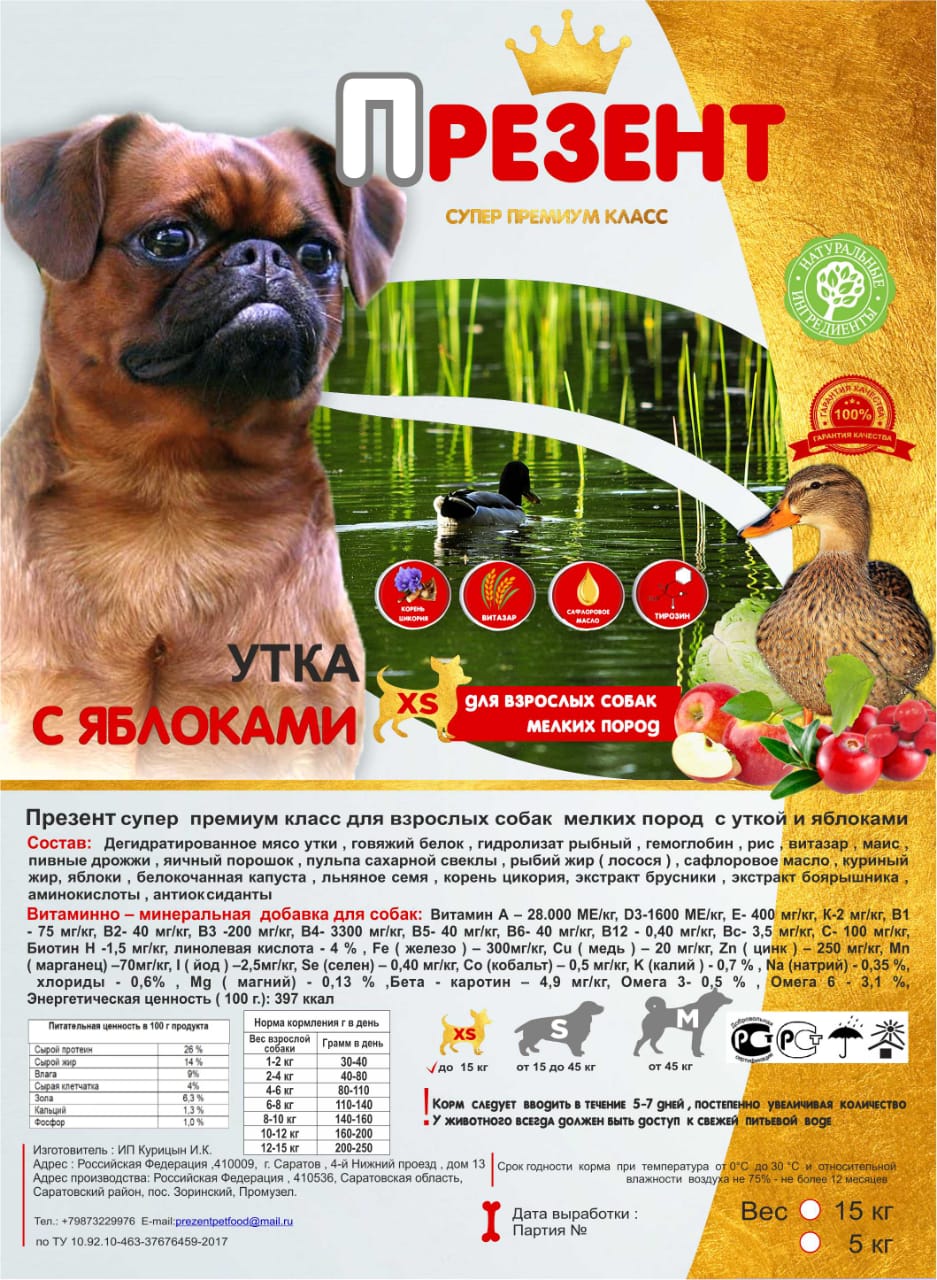 ПРЕЗЕНТ
СУПЕР ПРЕМИУМ КЛАСС
НАТУРАЛЬНЫЕ
ИНГРЕДИЕНТЫ
ГАРАНТИЯ КАЧЕСТВА
100%
ГАРАНТИЯ КАЧЕСТВА
КОРЕНЬ
ЦИКОРИЯ
ВИТАЗАР
САФЛОРОВОЕ
МАСЛО
ТИРОЗИН
УТКА
С ЯБЛОКАМИ
XS
ДЛЯ ВЗРОСЛЫХ СОБАК
МЕЛКИХ ПОРОД
Презент супер премиум класс для взрослых собак мелких пород с уткой и яблоками
Состав: Дегидратированное мясо утки , говяжий белок , гидролизат рыбный , гемоглобин , рис , витазар , маис ,
пивные дрожжи , яичный порошок , пульпа сахарной свеклы , рыбий жир ( лосося ) , сафлоровое масло , куриный
жир, яблоки , белокочанная капуста , льняное семя , корень цикория, экстракт брусники , экстракт боярышника ,
аминокислоты , антиоксиданты
Витаминно – минеральная добавка для собак: Витамин А – 28.000 МЕ/кг, D3-1600 МЕ/кг, Е- 400 мг/кг, К-2 мг/кг, В1
- 75 мг/кг, В2- 40 мг/кг, В3 -200 мг/кг, В4- 3300 мг/кг, В5- 40 мг/кг, В6- 40 мг/кг, В12 - 0,40 мг/кг, Вс- 3,5 мг/кг, С- 100 мг/кг,
Биотин Н -1,5 мг/кг, линолевая кислота - 4 % , Fe ( железо ) – 300мг/кг, Cu ( медь ) – 20 мг/кг, Zn ( цинк ) – 250 мг/кг, Mn
( марганец) –70мг/кг, I ( йод ) –2,5мг/кг, Se (селен) – 0,40 мг/кг, Co (кобальт) – 0,5 мг/кг, K (калий ) - 0,7 % , Na (натрий) - 0,35 %,
хлориды - 0,6% , Mg ( магний) - 0,13 % ,Бета - каротин – 4,9 мг/кг, Омега 3- 0,5 % , Омега 6 - 3,1 %,
Энергетическая ценность ( 100 г.): 397 ккал
Питательная ценность в 100 г продукта
Сырой протеин 26 %
Сырой жир 14 %
Влага 9%
Сырая клетчатка 4%
Зола 6,3 %
Кальций 1,3 %
Фосфор 1,0 %
Норма кормления г в день
Вес взрослой собаки Грамм в день
1-2 кг 30-40
2-4 кг 40-80
4-6 кг 80-110
6-8 кг 110-140
8-10 кг 140-160
10-12 кг 160-200
12-15 кг 200-250
XS
S
M
до 15 кг
от 15 до 45 кг
от 45 кг
Добровольная
РСТ
сертификация
РСТ
! Корм следует вводить в течение 5-7 дней , постепенно увеличивая количество
У животного всегда должен быть доступ к свежей питьевой воде
Изготовитель : ИП Курицын И.К.
Адрес : Российская Федерация ,410009, г. Саратов , 4-й Нижний проезд , дом 13
Адрес производства: Российская Федерация , 410536, Саратовская область,
Саратовский район, пос. Зоринский, Промузел.
Срок годности корма при температура от 0°С до 30 °С и относительной
влажности воздуха не 75% - не более 12 месяцев
Тел.: +79873229976 E-mail:prezentpetfood@mail.ru
по ТУ 10.92.10-463-37676459-2017
Дата выработки :
Партия №
Вес 15 кг
5 кг